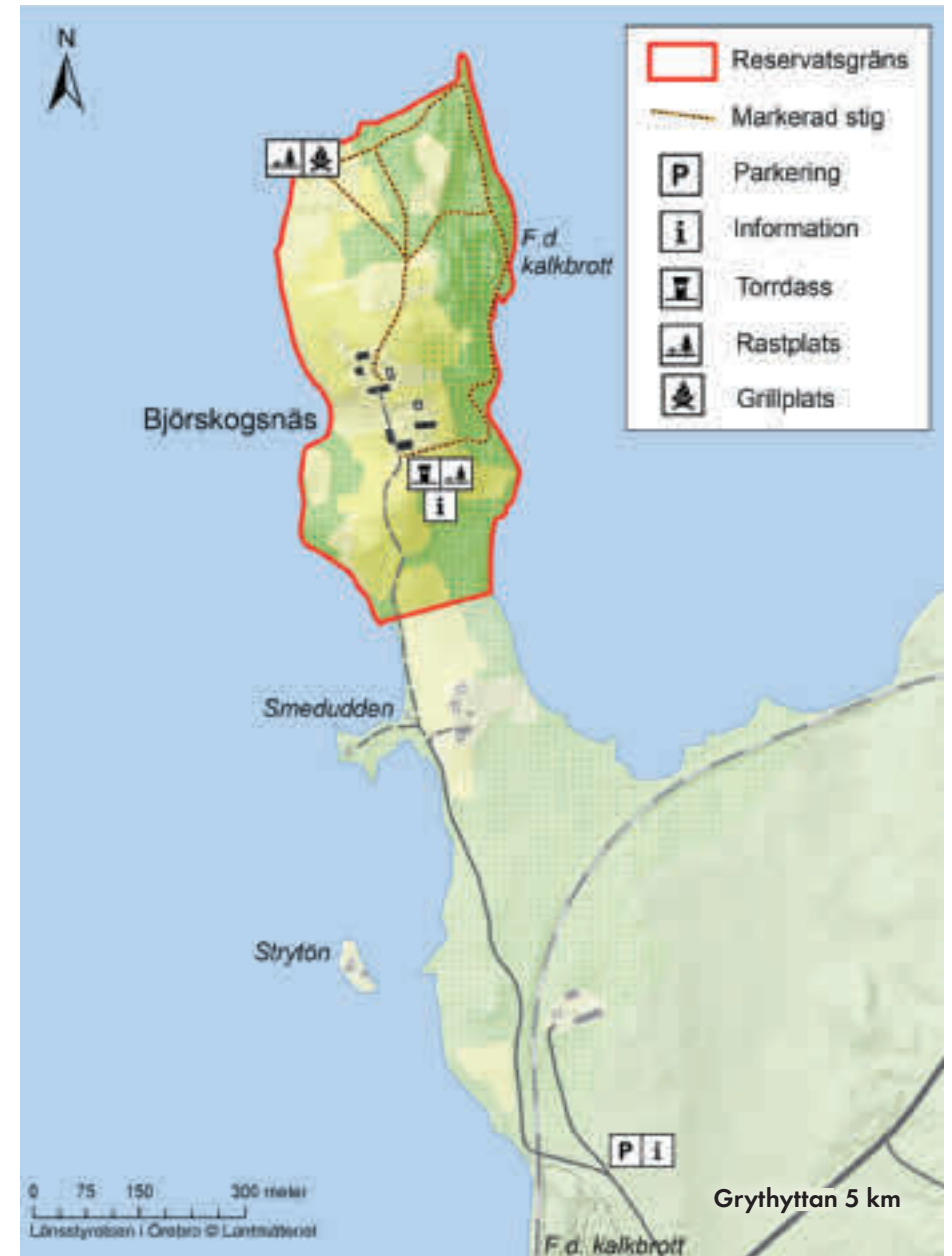 N
Reservatsgräns
Markerad stig
P Parkering
i Information
Torrdass
Rastplats
Grillplats
F.d.
kalkbrott
Björskogsnäs
i
Smedudden
Strytön
P i
0 75 150 300 meter
Länsstyrelsen i Örebro © Lantmäteriet
Grythyttan 5 km
F.d. kalkbrott